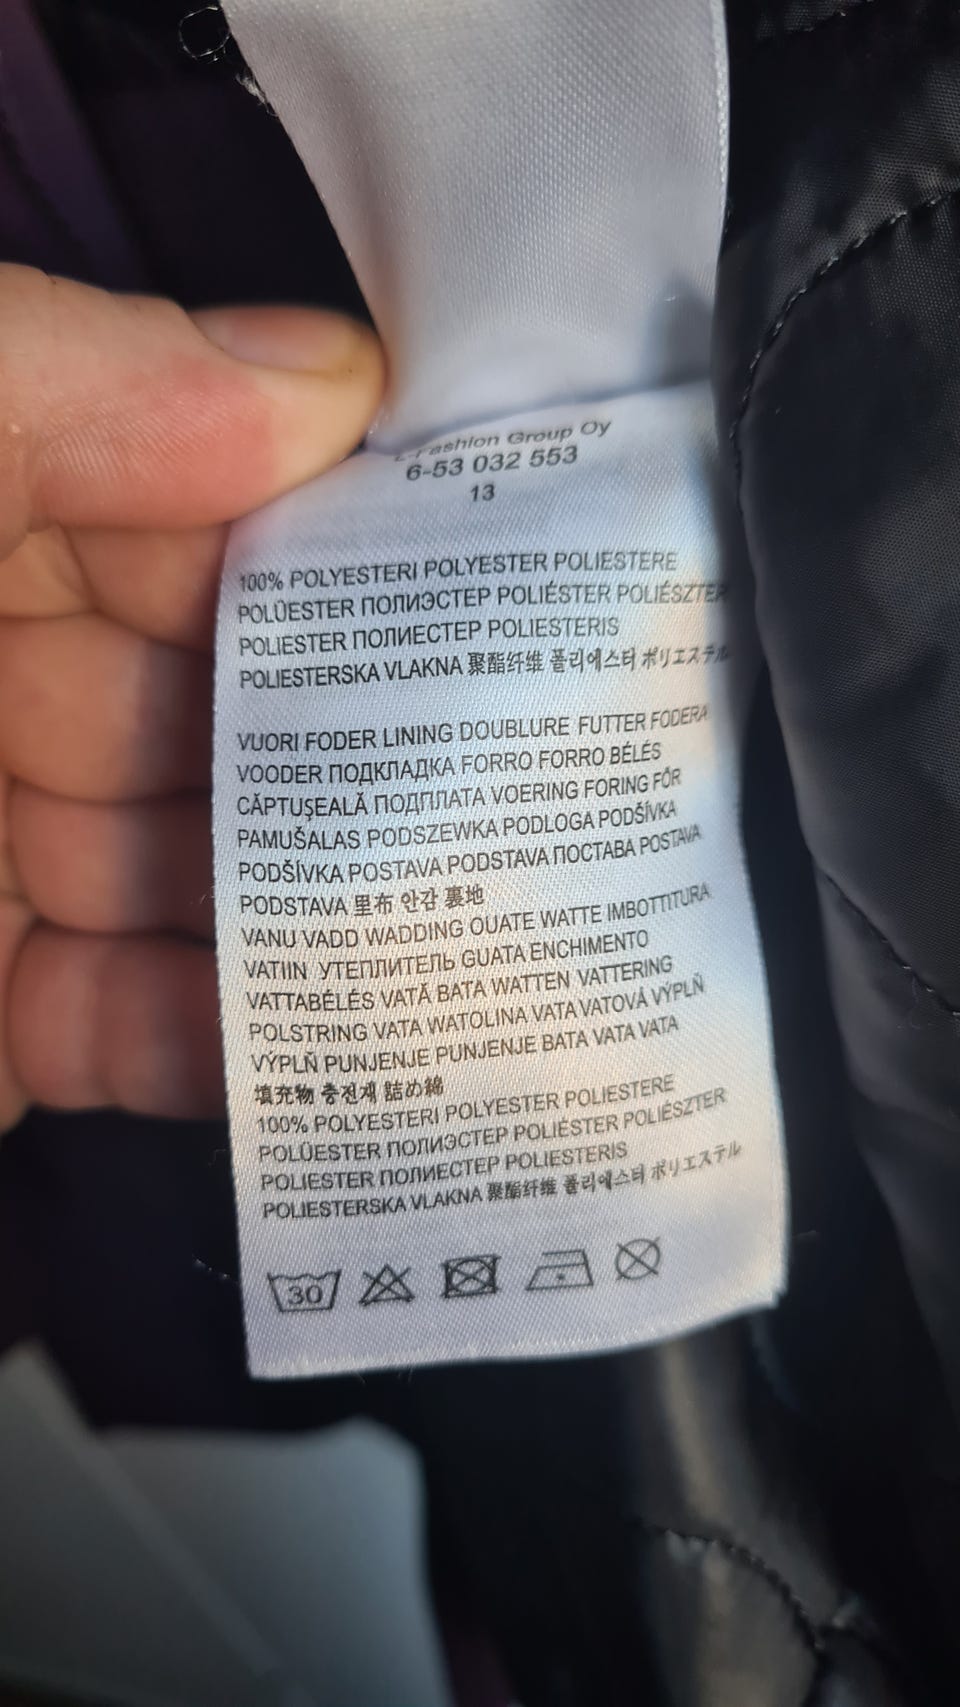 L-Fashion Group Oy
6-53 032 553
13
100% POLYESTERI POLYESTER POLIESTERE
POLÜESTER ПОЛИЭСТЕР POLIÉSTER POLIÉSZTER
POLIESTER ПОЛИЕСТЕР POLIESTERIS
POLIESTERSKA VLAKNA 聚酯纤维 폴리에스터 ポリエステル
VUORI FODER LINING DOUBLURE FUTTER FODERA
VOODER ПОДКЛАДКА FORRO FORRO BÉLÉS
CĂPTUŞEALĂ ПОДПЛАТА VOERING FORING FÔR
PAMUŠALAS PODSZEWKA PODLOGA PODŠÍVKA
PODŠÍVKA POSTAVA PODSTAVA ПОСТАВА POSTAVA
PODSTAVA 里布 안감 裏地
VANU VADD WADDING OUATE WATTE IMBOTTITURA
VATIIN УТЕПЛИТЕЛЬ GUATA ENCHIMENTO
VATTABÉLÉS VATĂ ВАТА WATTEN VATTERING
POLSTRING VATA WATOLINA VATA VATOVÁ VÝPLŇ
VÝPLŇ PUNJENJE PUNJENJE ВАТА VATA VATA
填充物 충전재 詰め綿
100% POLYESTERI POLYESTER POLIESTERE
POLÜESTER ПОЛИЭСТЕР POLIÉSTER POLIÉSZTER
POLIESTER ПОЛИЕСТЕР POLIESTERIS
POLIESTERSKA VLAKNA 聚酯纤维 폴리에스터 ポリエステル
30